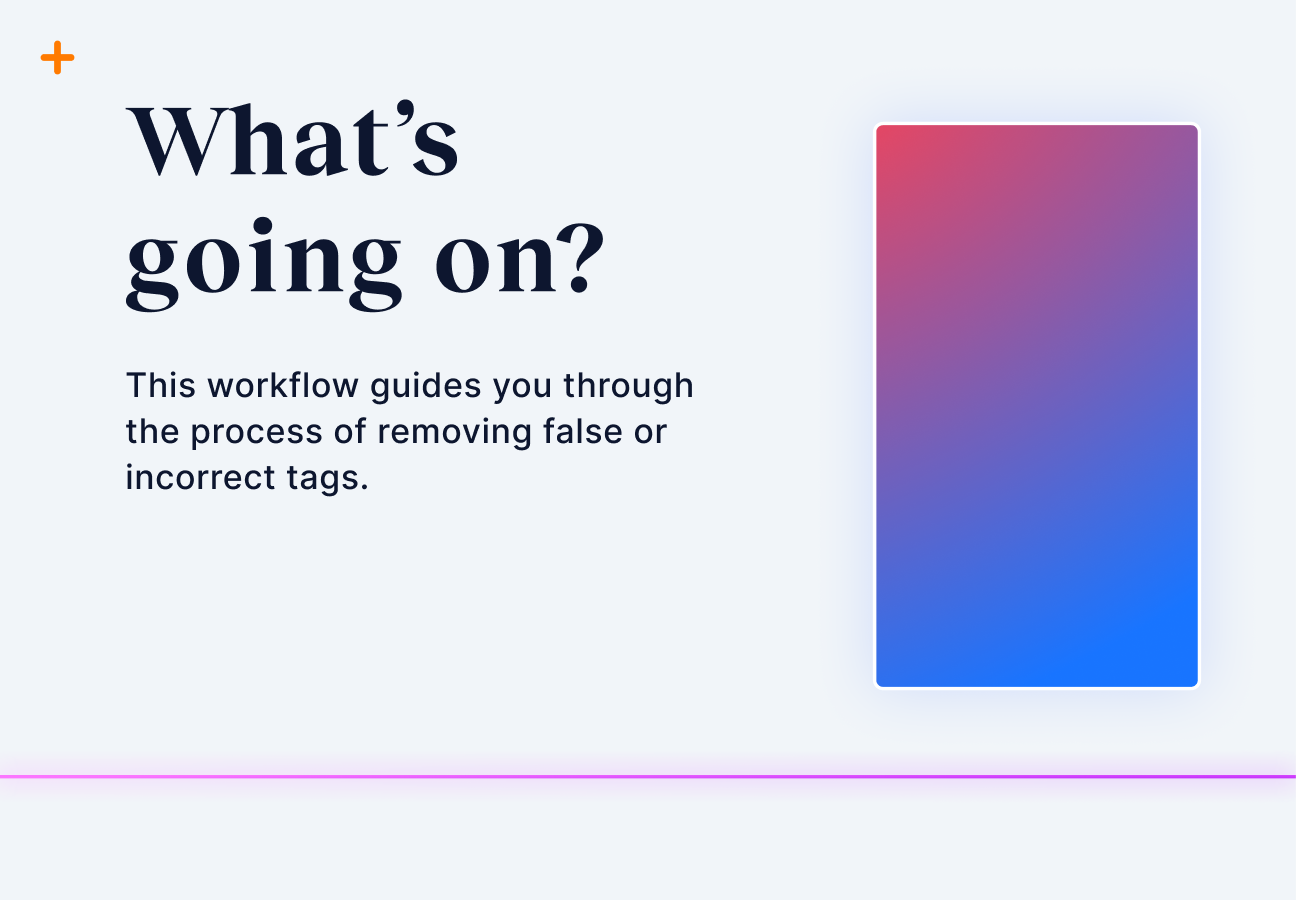 What’s
going on?
This workflow guides you through
the process of removing false or
incorrect tags.